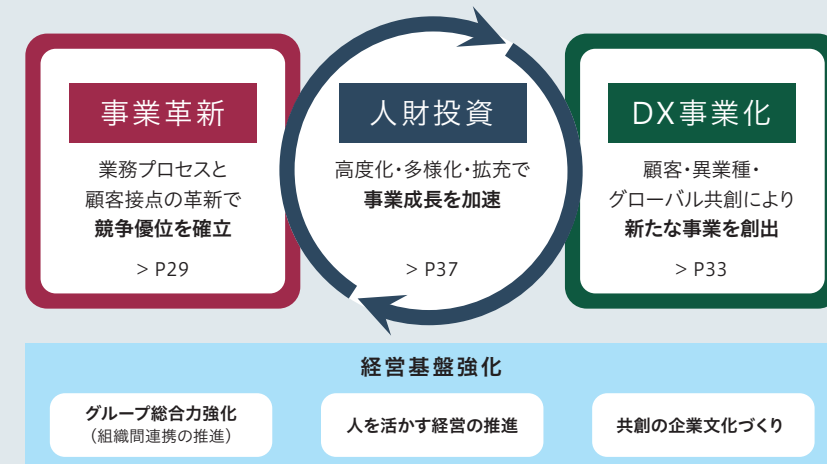 事業革新
業務プロセスと
顧客接点の革新で
競争優位を確立
> P29
人財投資
高度化・多様化・拡充で
事業成長を加速
> P37
DX事業化
顧客・異業種・
グローバル共創により
新たな事業を創出
> P33
経営基盤強化
グループ総合力強化
（組織間連携の推進）
人を活かす経営の推進
共創の企業文化づくり